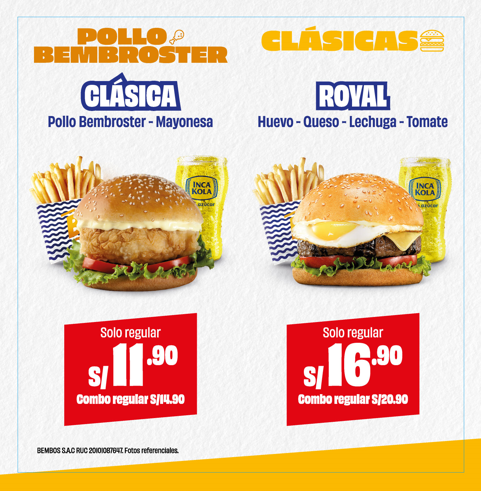 POLLO
BEMBROSTER
CLÁSICA
Pollo Bembroster - Mayonesa
INCA
KOLA
Solo regular
S/11.90
Combo regular S/14.90
CLÁSICAS
ROYAL
Huevo - Queso - Lechuga - Tomate
INCA
KOLA
Solo regular
S/16.90
Combo regular S/20.90
BEMBOS S.A.C RUC 20101087647. Fotos referenciales.